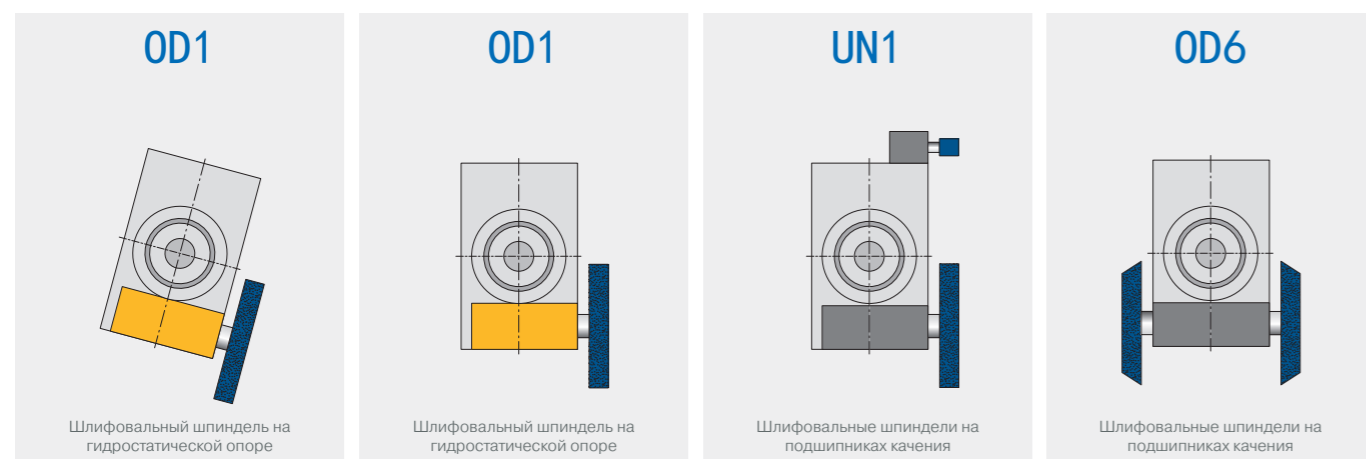 OD1
Шлифовальный шпиндель на
гидростатической опоре
OD1
Шлифовальный шпиндель на
гидростатической опоре
UN1
Шлифовальные шпиндели на
подшипниках качения
OD6
Шлифовальные шпиндели на
подшипниках качения